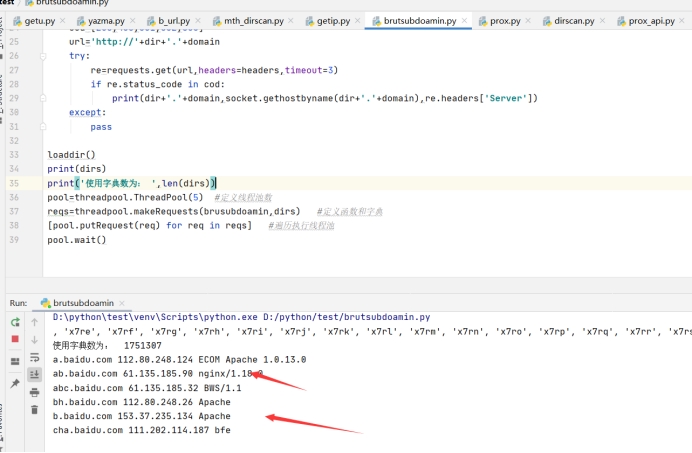 test › brutsubdoamin.py
getu.py × yazma.py × b_url.py × mth_dirscan.py × getip.py × brutsubdoamin.py × prox.py × dirscan.py × prox_api.py ×
25 url='http://'+dir+'.'+domain
26 try:
27 re=requests.get(url,headers=headers,timeout=3)
28 if re.status_code in cod:
29 print(dir+'.'+domain,socket.gethostbyname(dir+'.'+domain),re.headers['Server'])
30 except:
31 pass
32
33 loaddir()
34 print(dirs)
35 print('使用字典数为: ',len(dirs))
36 pool=threadpool.ThreadPool(5) #定义线程池数
37 reqs=threadpool.makeRequests(brusubdomain,dirs) #定义函数和字典
38 [pool.putRequest(req) for req in reqs] #遍历执行线程池
39 pool.wait()
Run: brutsubdoamin ×
D:\python\test\venv\Scripts\python.exe D:/python/test/brutsubdoamin.py
, 'x7re', 'x7rf', 'x7rg', 'x7rh', 'x7ri', 'x7rj', 'x7rk', 'x7rl', 'x7rm', 'x7rn', 'x7ro', 'x7rp', 'x7rq', 'x7rr', 'x7rs
使用字典数为: 1751307
a.baidu.com 112.80.248.124 ECOM Apache 1.0.13.0
ab.baidu.com 61.135.185.90 nginx/1.18.0
abc.baidu.com 61.135.185.32 BWS/1.1
bh.baidu.com 112.80.248.26 Apache
b.baidu.com 153.37.235.134 Apache
cha.baidu.com 111.202.114.187 bfe